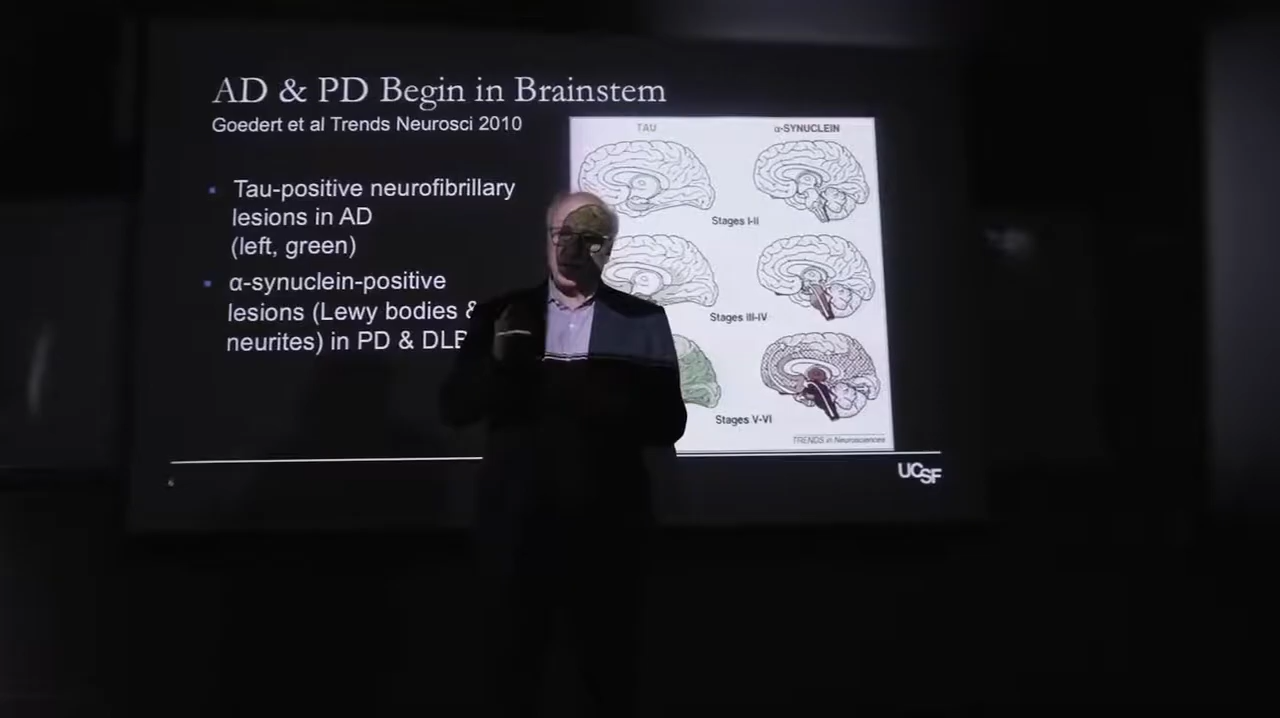 AD & PD Begin in Brainstem
Goedert et al Trends Neurosci 2010
Tau-positive neurofibrillary
lesions in AD
(left, green)
α-synuclein-positive
lesions (Lewy bodies &
neurites) in PD & DLB
TAU
α-SYNUCLEIN
Stages I-II
Stages III-IV
Stages V-VI
TRENDS in Neurosciences
6
UCSF